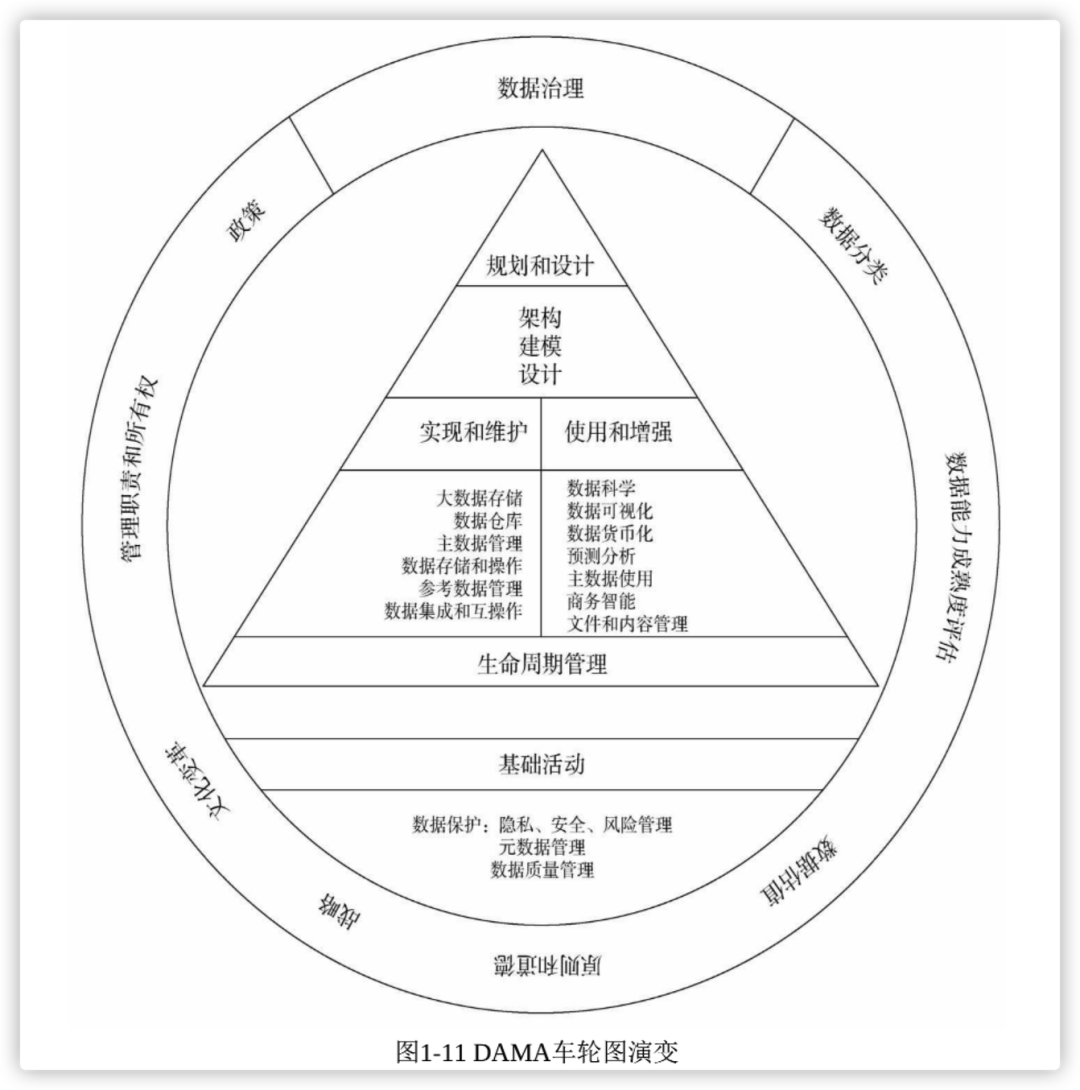 数据治理
政策
数据分类
管理职责和所有权
数据能力成熟度评估
文化变革
数据估值
战略
原则和道德
规划和设计
架构
建模
设计
实现和维护
使用和增强
大数据存储
数据仓库
主数据管理
数据存储和操作
参考数据管理
数据集成和互操作
数据科学
数据可视化
数据货币化
预测分析
主数据使用
商务智能
文件和内容管理
生命周期管理
基础活动
数据保护：隐私、安全、风险管理
元数据管理
数据质量管理
图1-11 DAMA车轮图演变